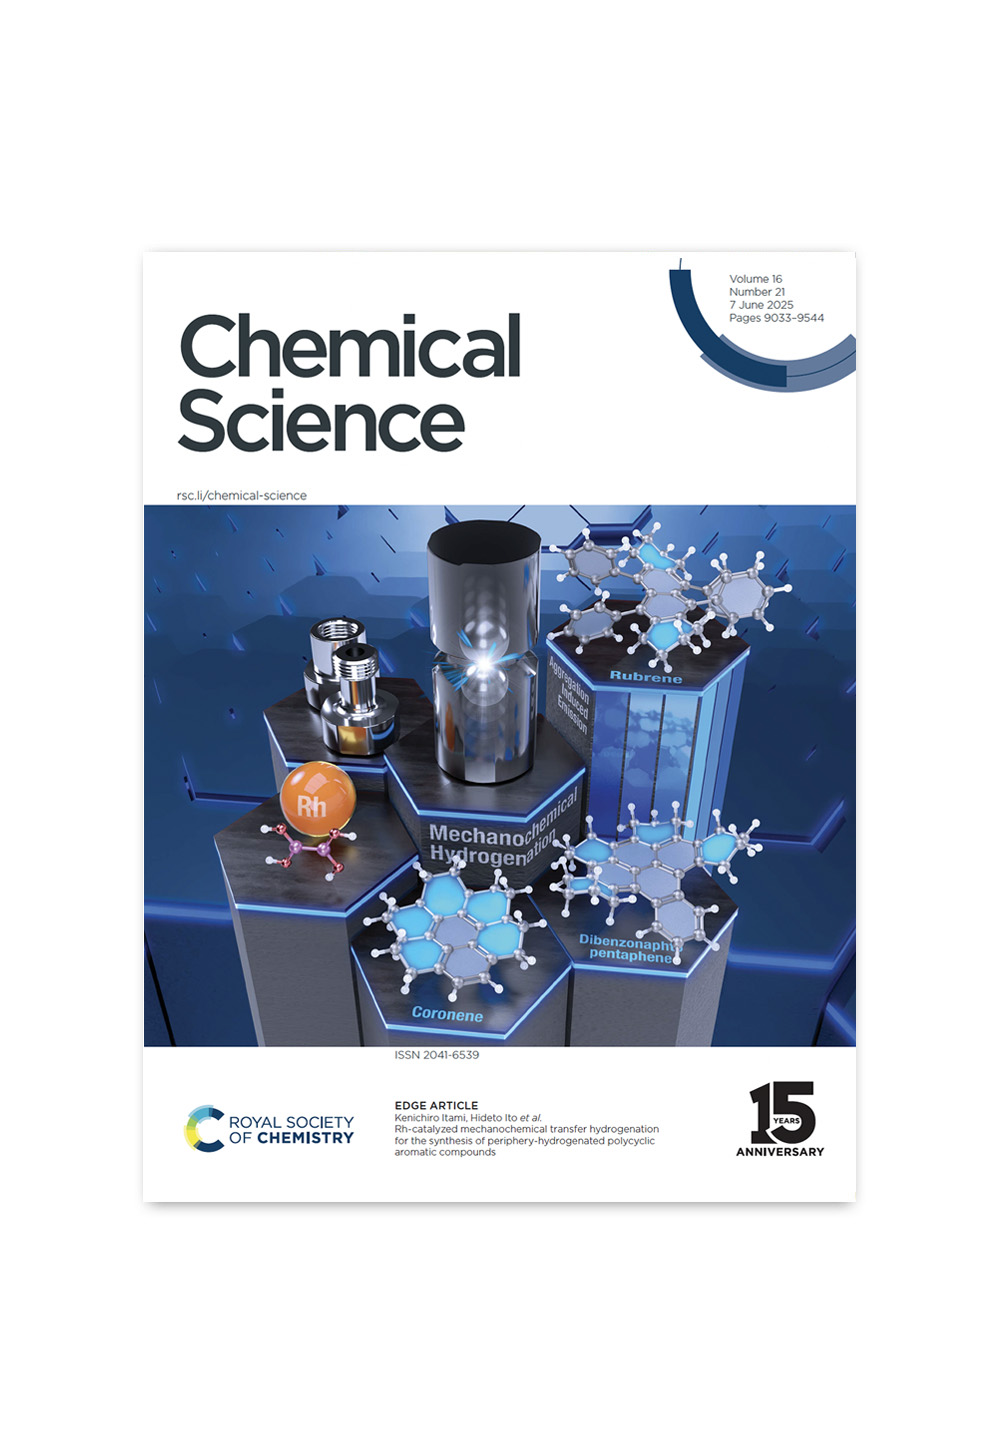 Volume 16
Number 21
7 June 2025
Pages 9033–9544
Chemical
Science
rsc.li/chemical-science
Rubrene
Aggregation
Induced
Emission
Rh
Mechanochemical
Hydrogenation
Dibenzonaphtho
pentaphene
Coronene
ISSN 2041-6539
ROYAL SOCIETY
OF CHEMISTRY
EDGE ARTICLE
Kenichiro Itami, Hideto Ito et al.
Rh-catalyzed mechanochemical transfer hydrogenation
for the synthesis of periphery-hydrogenated polycyclic
aromatic compounds
15
YEARS
ANNIVERSARY